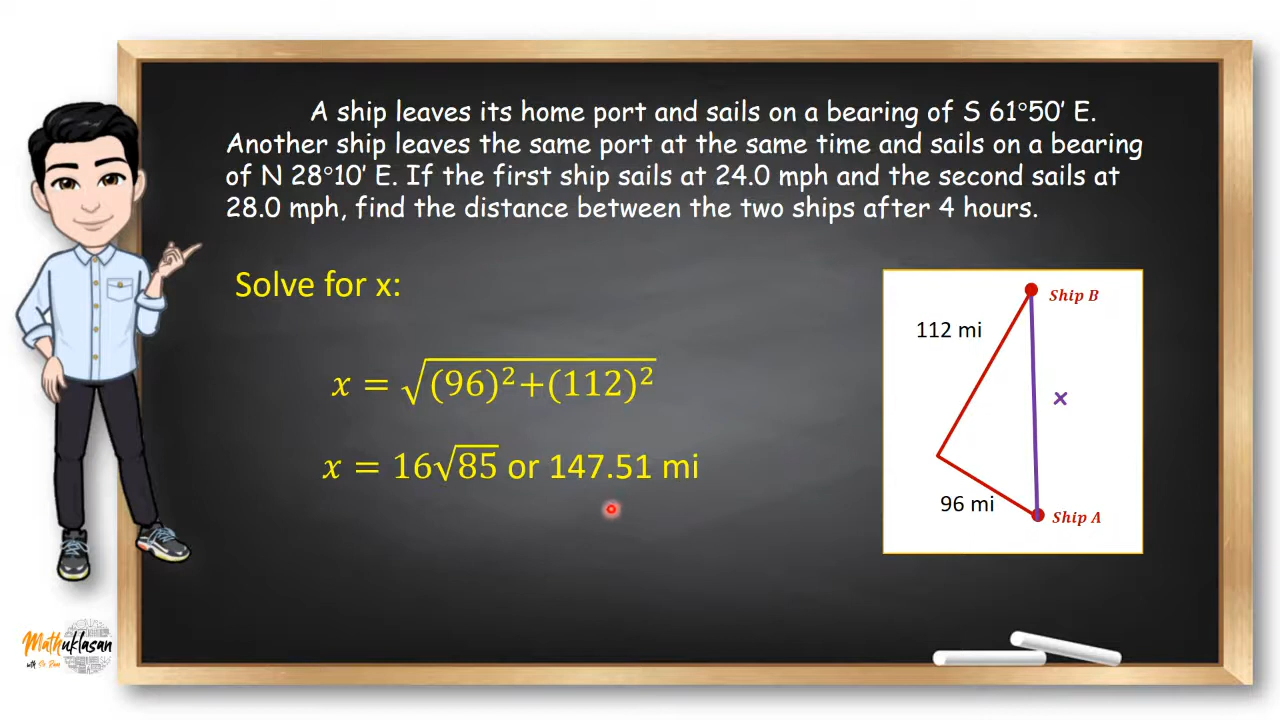 A ship leaves its home port and sails on a bearing of S 61°50’ E.
Another ship leaves the same port at the same time and sails on a bearing
of N 28°10’ E. If the first ship sails at 24.0 mph and the second sails at
28.0 mph, find the distance between the two ships after 4 hours.
Solve for x:
x = √(96)²+(112)²
x = 16√85 or 147.51 mi
Ship B
112 mi
x
96 mi
Ship A
Mathuklasan